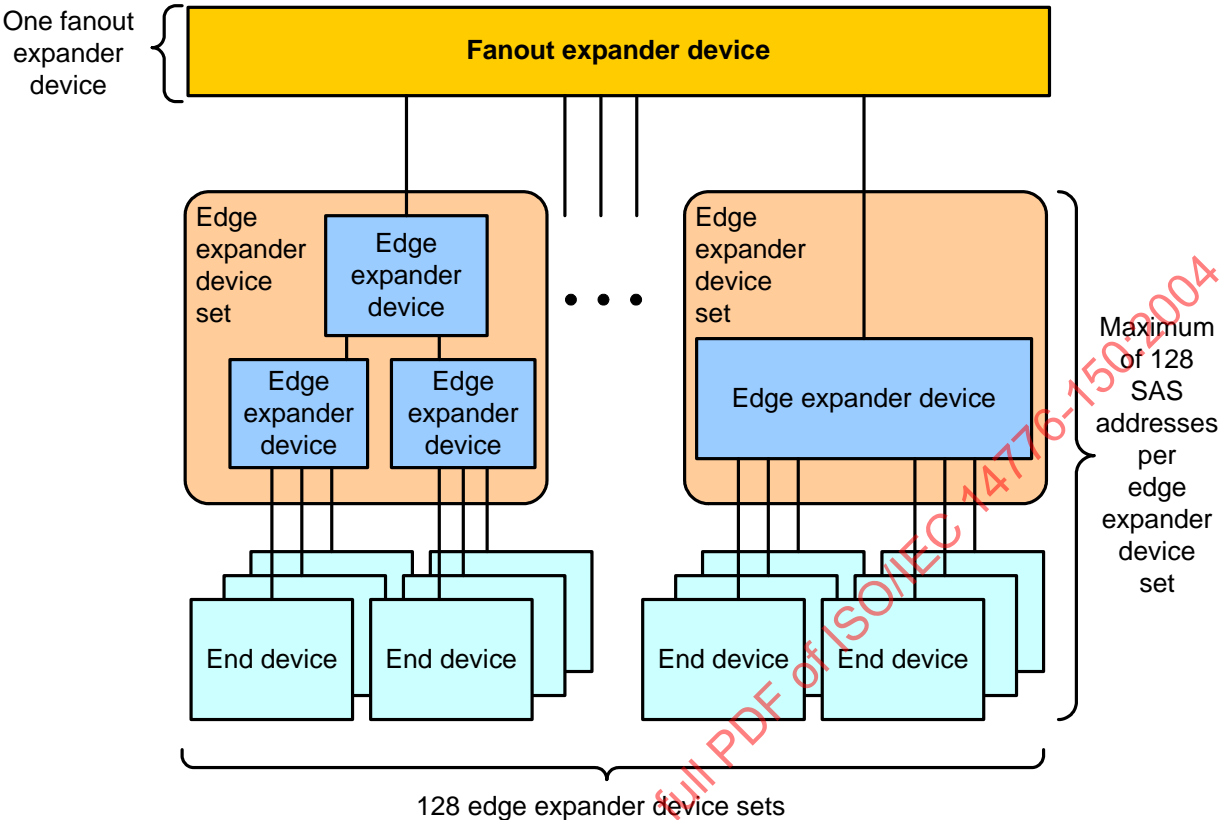 One fanout
expander
device
Fanout expander device
Edge
expander
device
set
Edge
expander
device
Edge
expander
device
Edge
expander
device
• • •
Edge
expander
device
set
Edge expander device
Maximum
of 128
SAS
addresses
per
edge
expander
device
set
End device
End device
End device
End device
128 edge expander device sets
full PDF of ISO/IEC 14776-150:2004